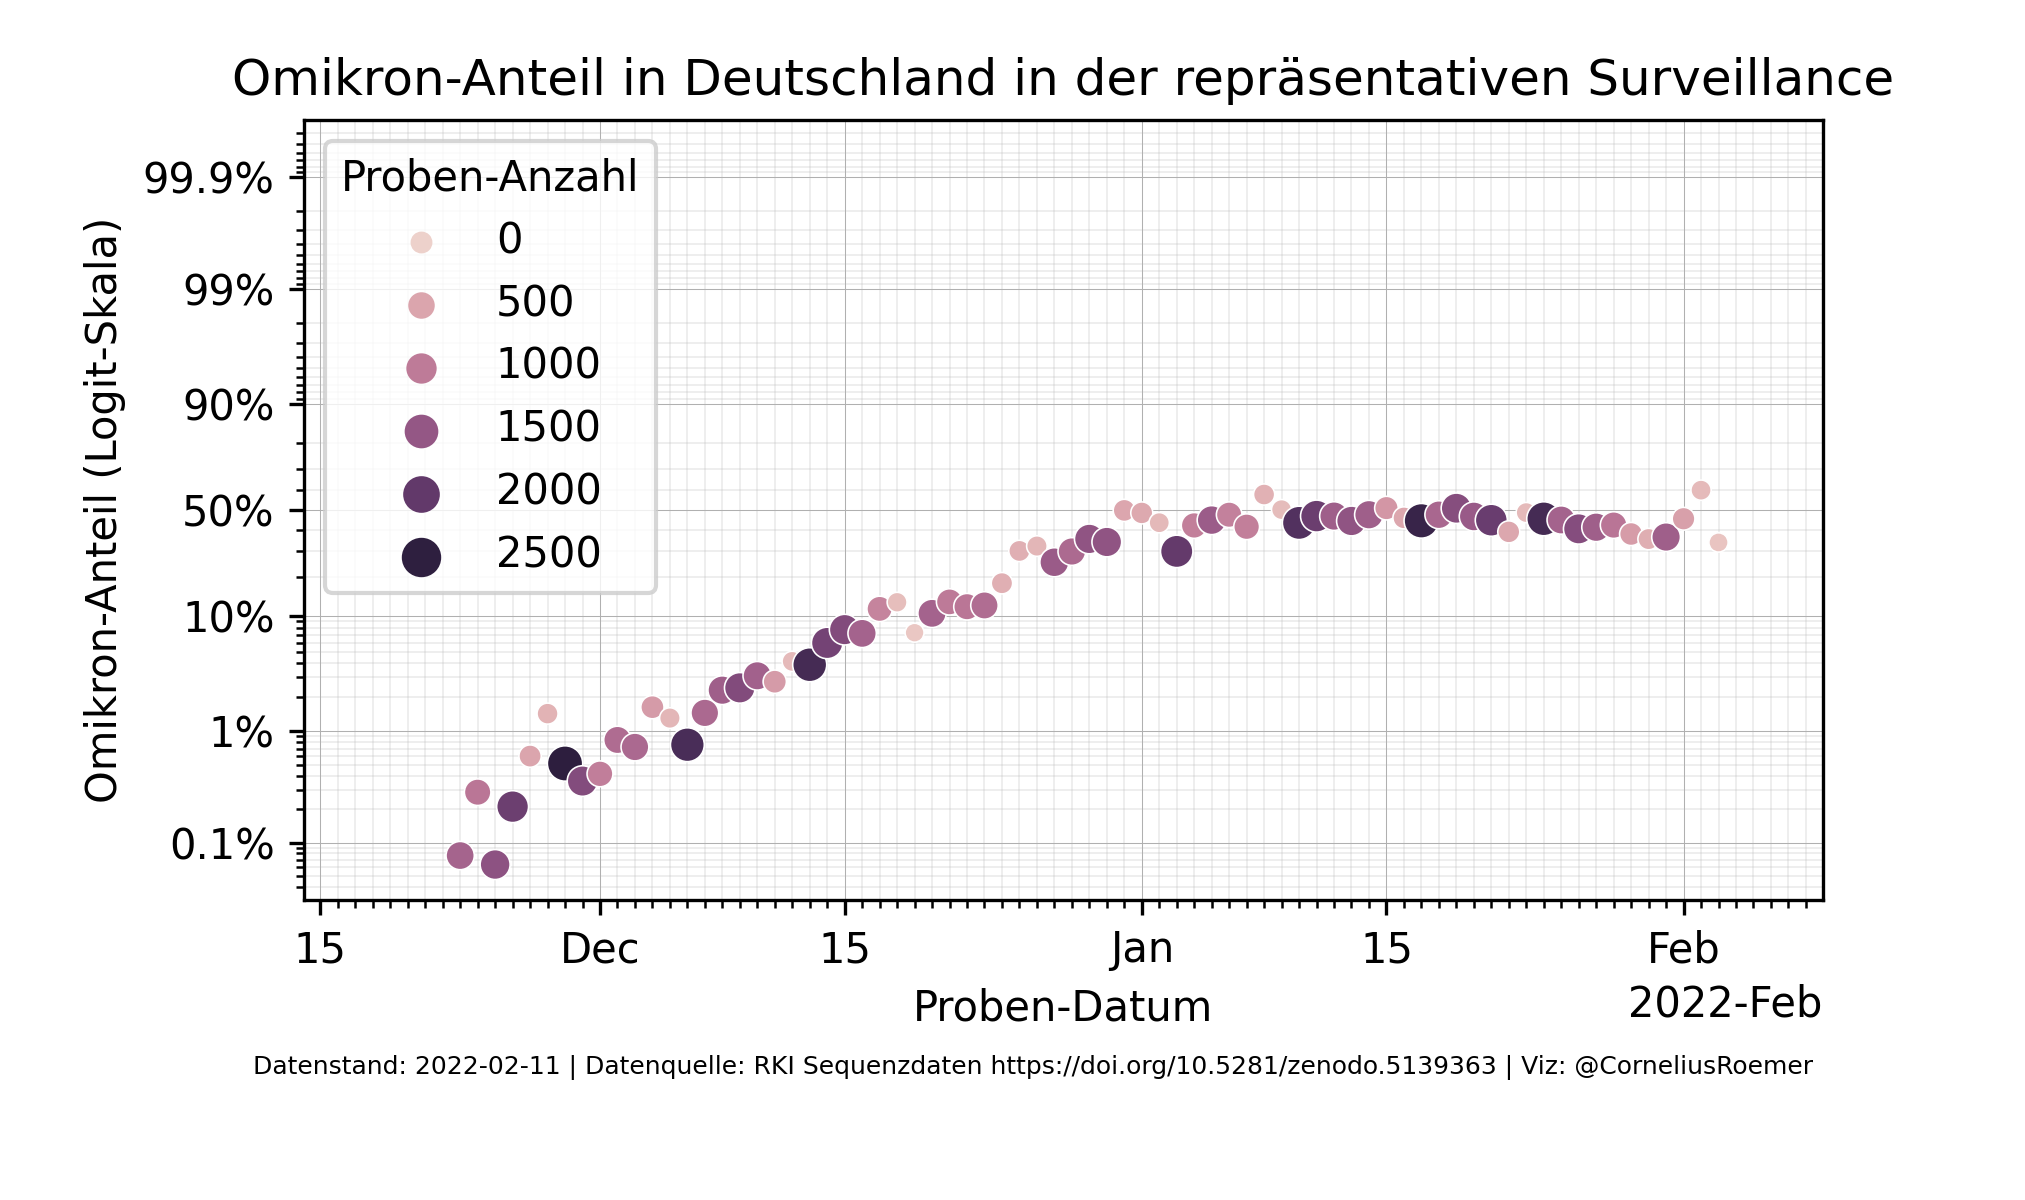 Omikron-Anteil in Deutschland in der repräsentativen Surveillance
Omikron-Anteil (Logit-Skala)
99.9%
99%
90%
50%
10%
1%
0.1%
Proben-Anzahl
0
500
1000
1500
2000
2500
15 Dec 15 Jan 15 Feb
Proben-Datum 2022-Feb
Datenstand: 2022-02-11 | Datenquelle: RKI Sequenzdaten https://doi.org/10.5281/zenodo.5139363 | Viz: @CorneliusRoemer